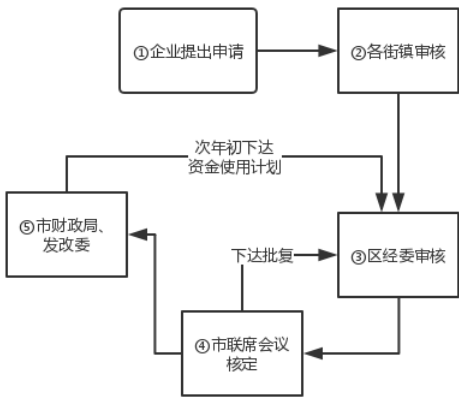 ①企业提出申请
②各街镇审核
次年初下达
资金使用计划
⑤市财政局、
发改委
下达批复
③区经委审核
④市联席会议
核定